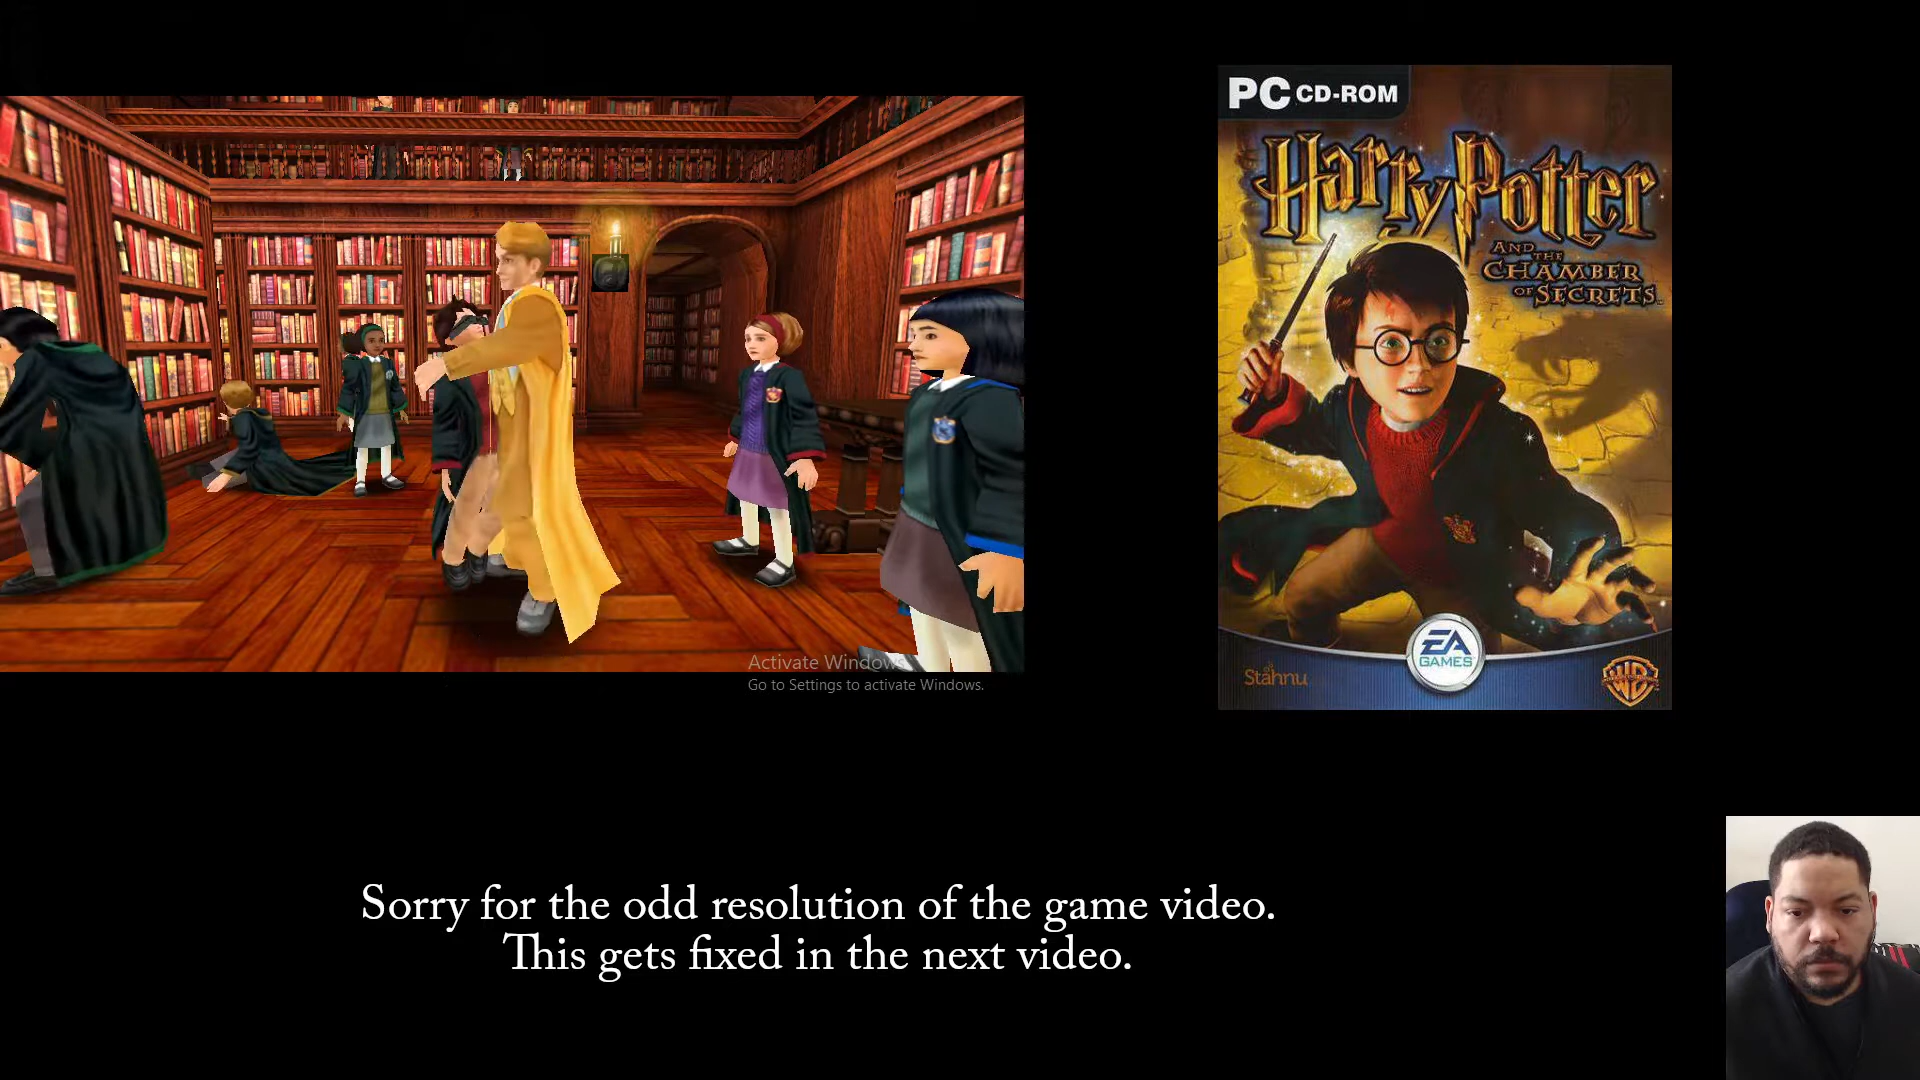 PC CD-ROM
Harry Potter
AND
THE
CHAMBER
OF SECRETS
EA
GAMES
Stáhnu
WB
Activate Windows
Go to Settings to activate Windows.
Sorry for the odd resolution of the game video.
This gets fixed in the next video.